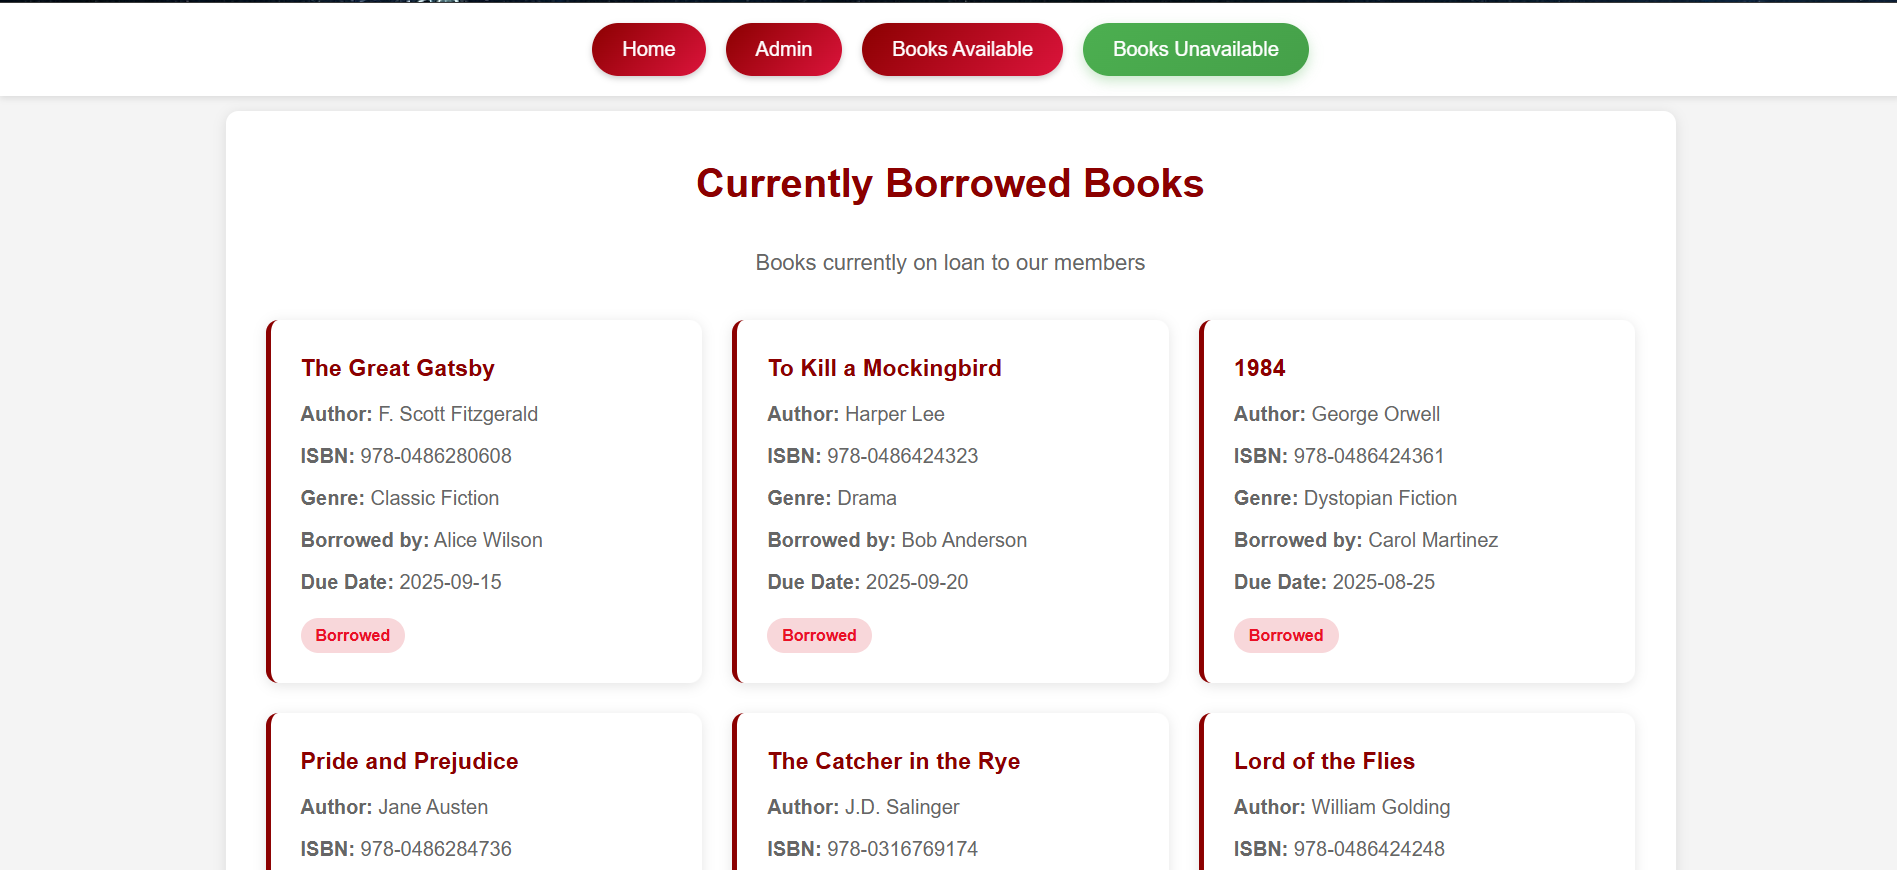 Home Admin Books Available Books Unavailable
Currently Borrowed Books
Books currently on loan to our members
The Great Gatsby
Author: F. Scott Fitzgerald
ISBN: 978-0486280608
Genre: Classic Fiction
Borrowed by: Alice Wilson
Due Date: 2025-09-15
Borrowed
To Kill a Mockingbird
Author: Harper Lee
ISBN: 978-0486424323
Genre: Drama
Borrowed by: Bob Anderson
Due Date: 2025-09-20
Borrowed
1984
Author: George Orwell
ISBN: 978-0486424361
Genre: Dystopian Fiction
Borrowed by: Carol Martinez
Due Date: 2025-08-25
Borrowed
Pride and Prejudice
Author: Jane Austen
ISBN: 978-0486284736
The Catcher in the Rye
Author: J.D. Salinger
ISBN: 978-0316769174
Lord of the Flies
Author: William Golding
ISBN: 978-0486424248